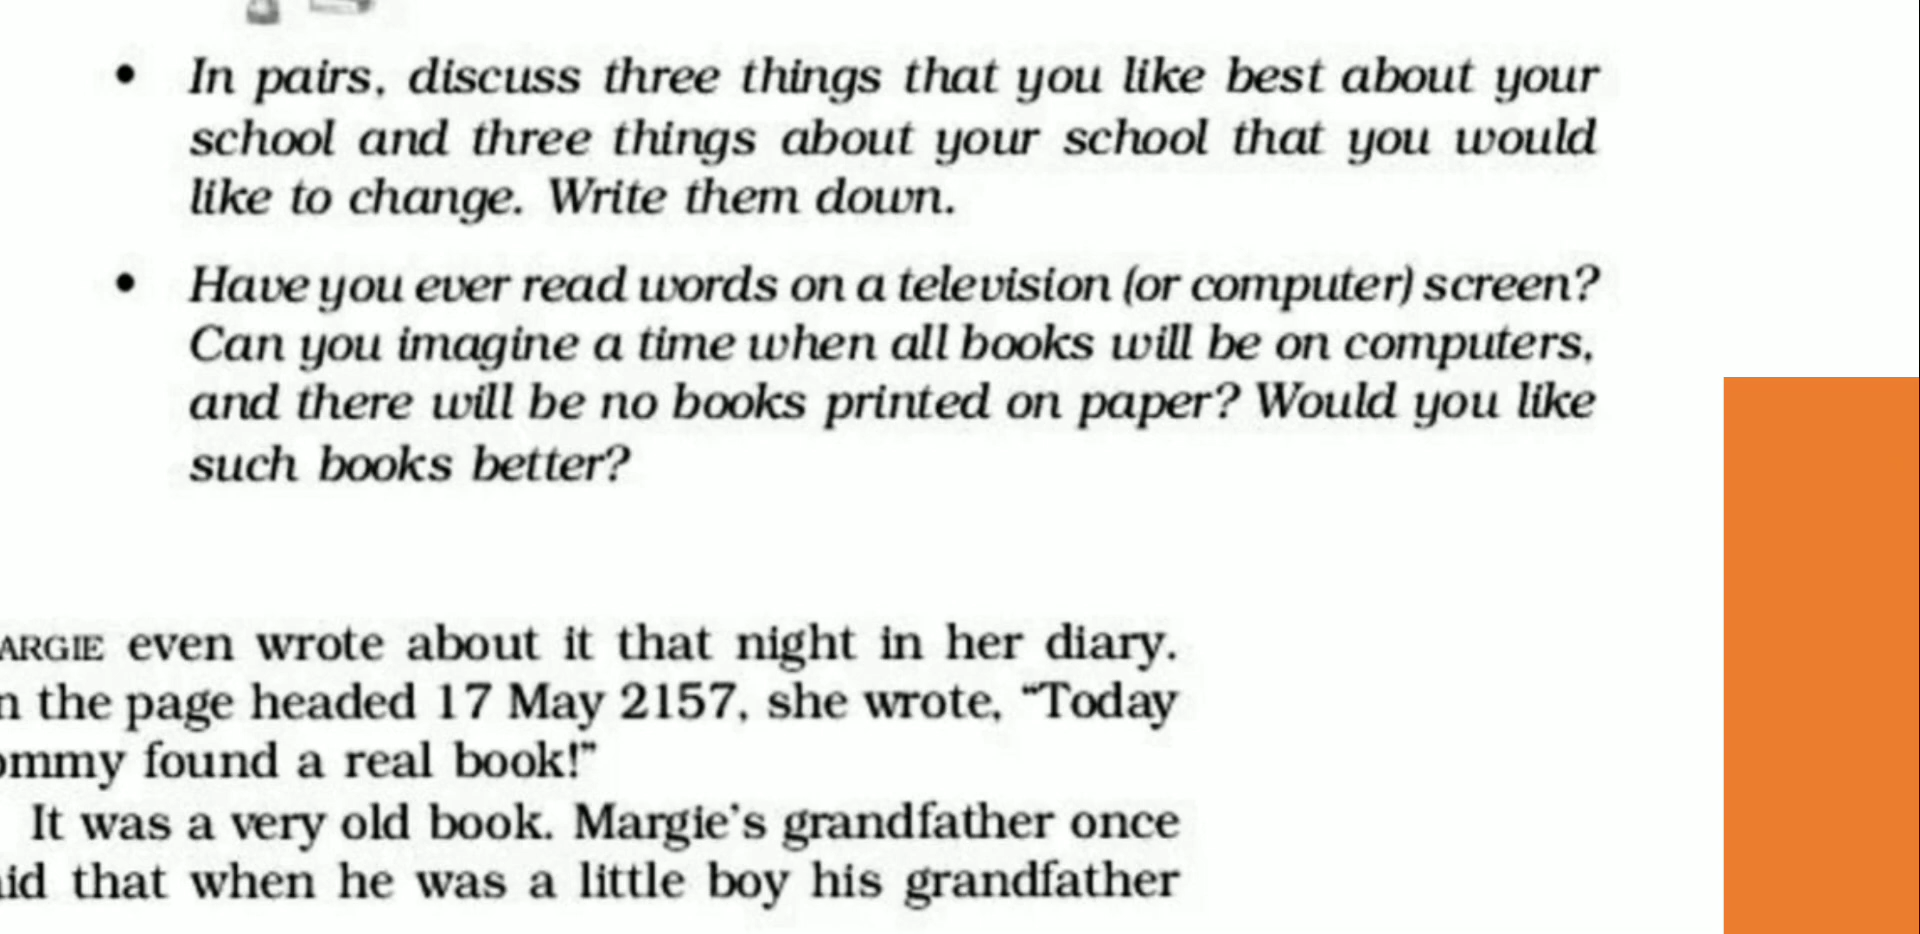 • In pairs, discuss three things that you like best about your
school and three things about your school that you would
like to change. Write them down.
• Have you ever read words on a television (or computer) screen?
Can you imagine a time when all books will be on computers,
and there will be no books printed on paper? Would you like
such books better?
ARGIE even wrote about it that night in her diary.
n the page headed 17 May 2157, she wrote, “Today
ommy found a real book!”
It was a very old book. Margie’s grandfather once
id that when he was a little boy his grandfather